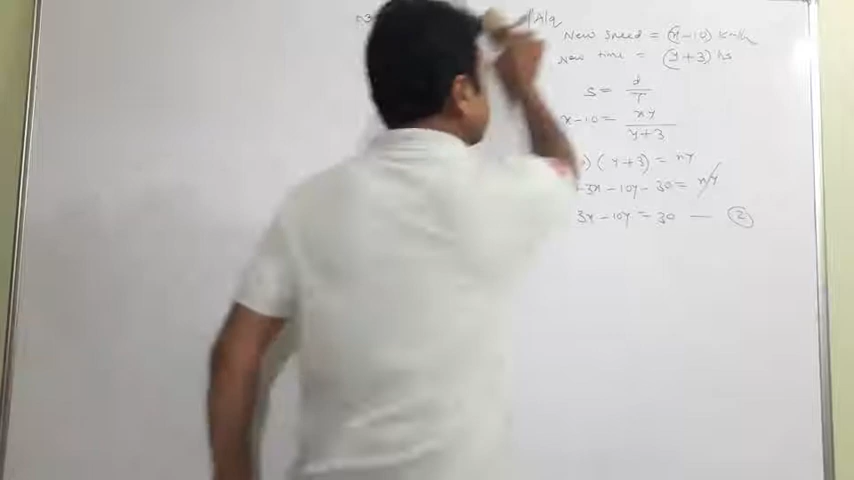 A/q
New Speed = (x-10) km/h
New time = (y+3) hs
S = d/T
x-10 = xy/y+3
) (y+3) = xy
+3x-10y-30 = xy
3x-10y = 30 — ②